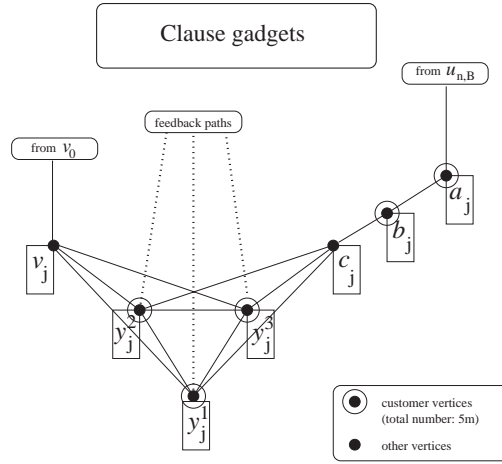 Clause gadgets
from u_{n,B}
feedback paths
from v_0
a_j
b_j
v_j
c_j
y_j^2
y_j^3
y_j^1
customer vertices
(total number: 5m)
other vertices